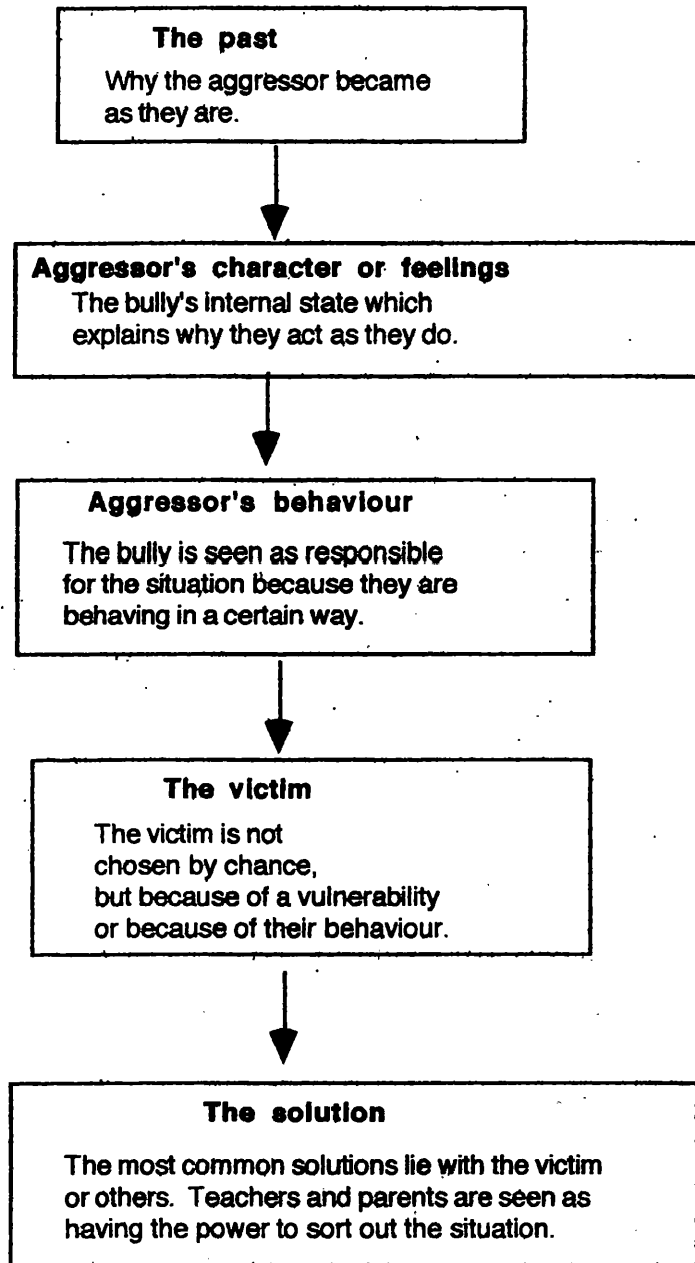 The past
Why the aggressor became
as they are.
Aggressor's character or feelings
The bully's internal state which
explains why they act as they do.
Aggressor's behaviour
The bully is seen as responsible
for the situation because they are
behaving in a certain way.
The victim
The victim is not
chosen by chance,
but because of a vulnerability
or because of their behaviour.
The solution
The most common solutions lie with the victim
or others. Teachers and parents are seen as
having the power to sort out the situation.